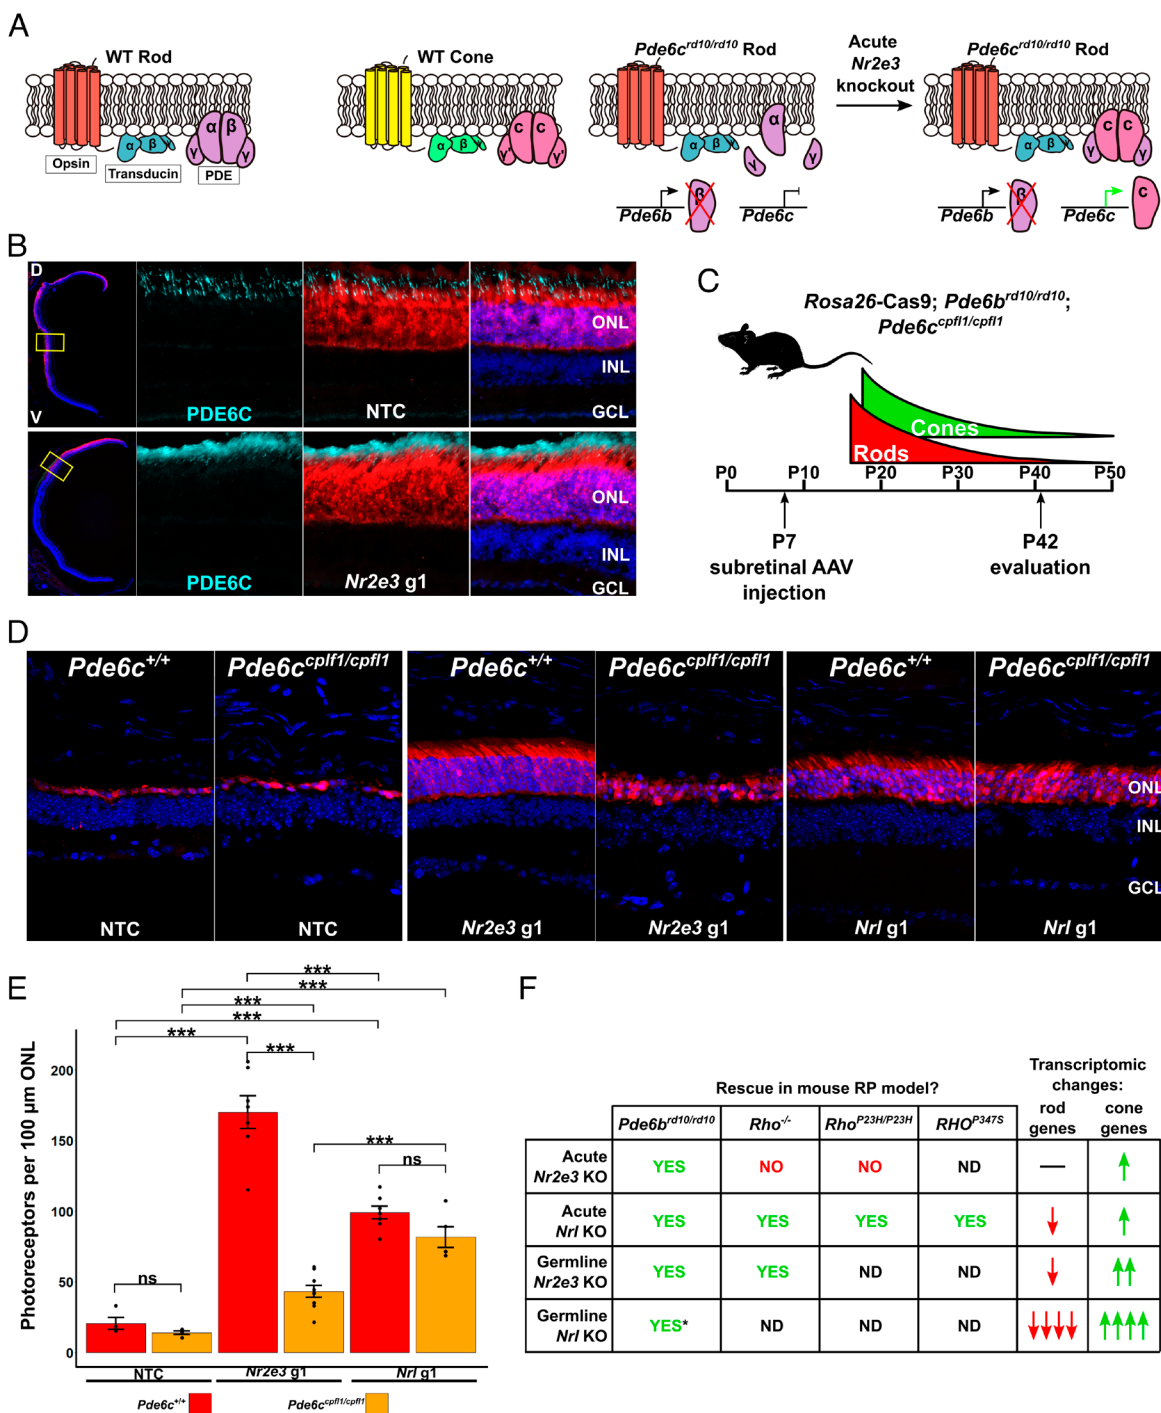 A
WT Rod
WT Cone
Pde6c^rd10/rd10 Rod
Acute
Nr2e3
knockout
Pde6c^rd10/rd10 Rod
α β γ
α β
c c γ' γ'
α β
α γ γ
α β
c c γ γ
α β
Opsin
Transducin
PDE
β
Pde6b
Pde6c
β
Pde6b
Pde6c
c
B
D
V
PDE6C
NTC
ONL
INL
GCL
PDE6C
Nr2e3 g1
ONL
INL
GCL
C
Rosa26-Cas9; Pde6b^rd10/rd10;
Pde6c^cpfl1/cpfl1
Cones
Rods
P0 P10 P20 P30 P40 P50
P7
subretinal AAV
injection
P42
evaluation
D
Pde6c^+/+ Pde6c^cplf1/cpfl1 Pde6c^+/+ Pde6c^cplf1/cpfl1 Pde6c^+/+ Pde6c^cplf1/cpfl1
ONL
INL
GCL
NTC NTC Nr2e3 g1 Nr2e3 g1 Nrl g1 Nrl g1
E
***
***
***
***
***
***
***
ns
ns
Photoreceptors per 100 µm ONL
200
150
100
50
0
NTC Nr2e3 g1 Nrl g1
Pde6c^+/+ Pde6c^cpfl1/cpfl1
F
Rescue in mouse RP model?
Transcriptomic
changes:
Pde6b^rd10/rd10 Rho^-/- Rho^P23H/P23H RHO^P347S rod genes cone genes
Acute Nr2e3 KO YES NO NO ND — ↑
Acute Nrl KO YES YES YES YES ↓ ↑
Germline Nr2e3 KO YES YES ND ND ↓ ↑↑
Germline Nrl KO YES* ND ND ND ↓↓↓↓ ↑↑↑↑